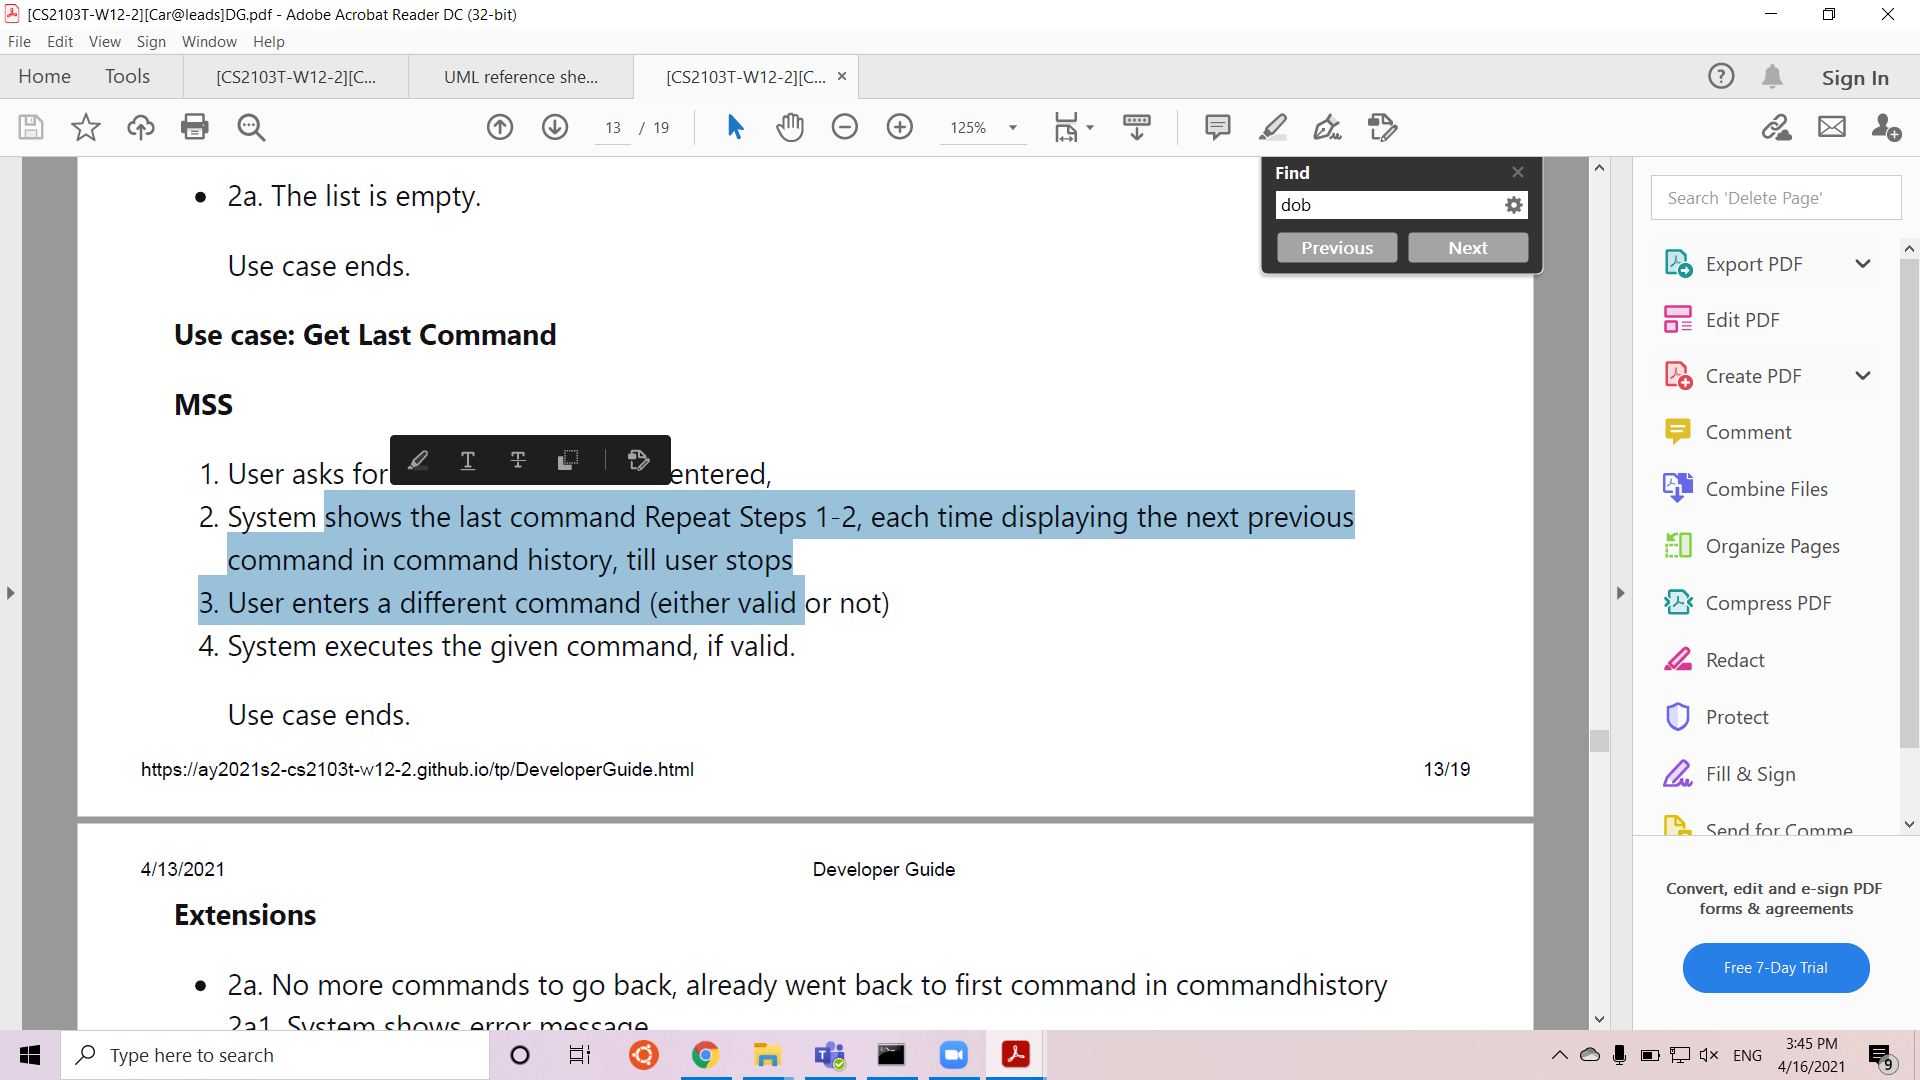 [CS2103T-W12-2][Car@leads]DG.pdf - Adobe Acrobat Reader DC (32-bit)
File Edit View Sign Window Help
Home Tools [CS2103T-W12-2][C... UML reference she... [CS2103T-W12-2][C... Sign In
13 / 19 125%
Find
dob
Previous Next
2a. The list is empty.
Use case ends.
Use case: Get Last Command
MSS
1. User asks for entered,
2. System shows the last command Repeat Steps 1-2, each time displaying the next previous
command in command history, till user stops
3. User enters a different command (either valid or not)
4. System executes the given command, if valid.
Use case ends.
https://ay2021s2-cs2103t-w12-2.github.io/tp/DeveloperGuide.html 13/19
4/13/2021 Developer Guide
Extensions
2a. No more commands to go back, already went back to first command in commandhistory
2a1. System shows error message
Search 'Delete Page'
Export PDF
Edit PDF
Create PDF
Comment
Combine Files
Organize Pages
Compress PDF
Redact
Protect
Fill & Sign
Send for Comme
Convert, edit and e-sign PDF
forms & agreements
Free 7-Day Trial
Type here to search
ENG
3:45 PM
4/16/2021
9